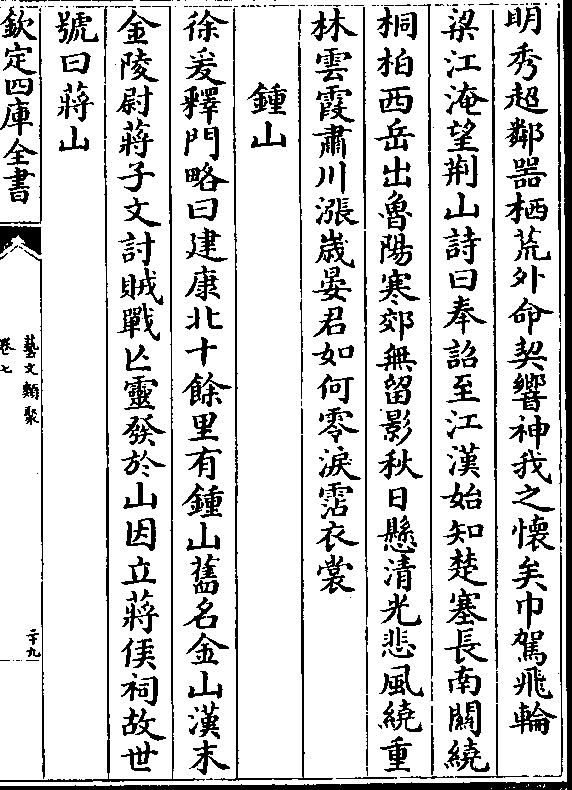 明秀超鄰器栖荒外命契響神我之懷矣巾駕飛輪
梁江淹望荆山詩曰奉詔至江漢始知楚塞長南關繞
桐柏西岳出魯陽寒郊無留影秋日懸清光悲風繞重
林雲霞肅川漲歲晏君如何零淚霑衣裳
鍾山
徐爰釋門略曰建康北十餘里有鍾山舊名金山漢末
金陵尉蔣子文討賊戰亾靈發於山因立蔣侯祠故世
號曰蔣山
欽定四庫全書
藝文類聚
卷七
二十九